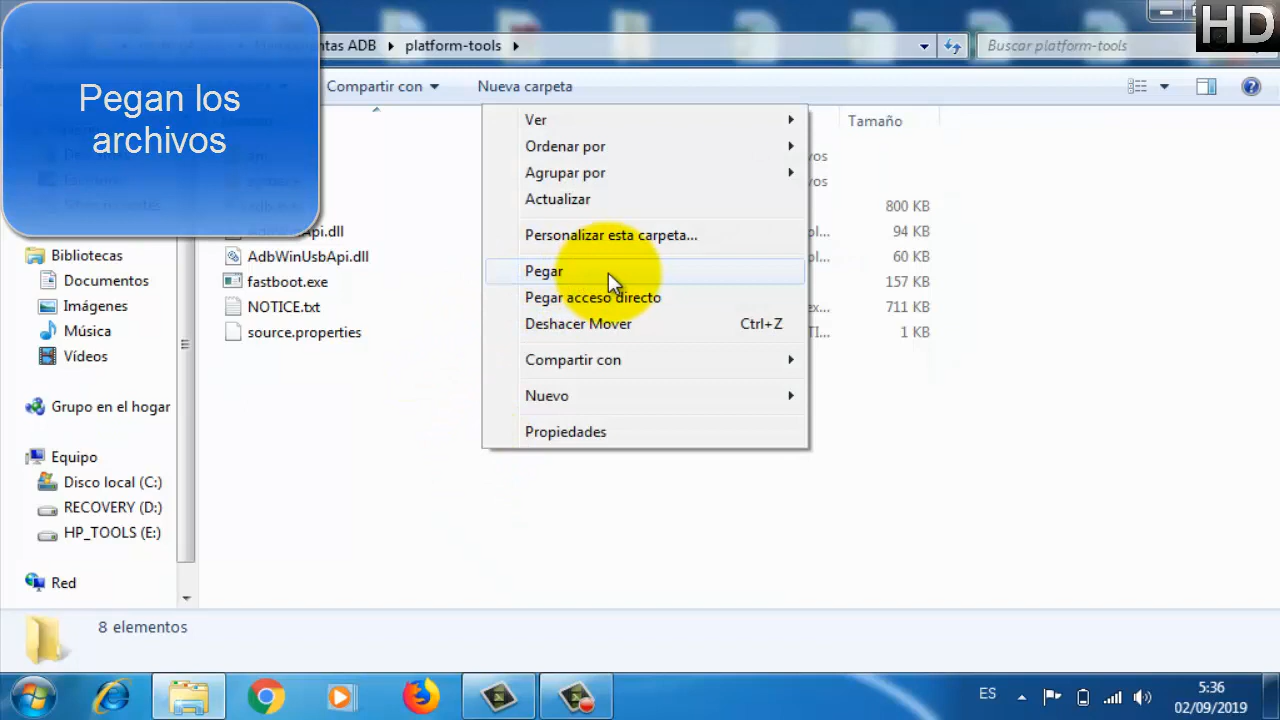 HD
Pegan los
archivos
ntas ADB
platform-tools
Buscar platform-tools
Compartir con
Nueva carpeta
Tamaño
800 KB
Api.dll
94 KB
AdbWinUsbApi.dll
60 KB
fastboot.exe
157 KB
NOTICE.txt
711 KB
source.properties
1 KB
Bibliotecas
Documentos
Imágenes
Música
Vídeos
Grupo en el hogar
Equipo
Disco local (C:)
RECOVERY (D:)
HP_TOOLS (E:)
Red
Ver
Ordenar por
Agrupar por
Actualizar
Personalizar esta carpeta...
Pegar
Pegar acceso directo
Deshacer Mover Ctrl+Z
Compartir con
Nuevo
Propiedades
8 elementos
ES
5:36
02/09/2019